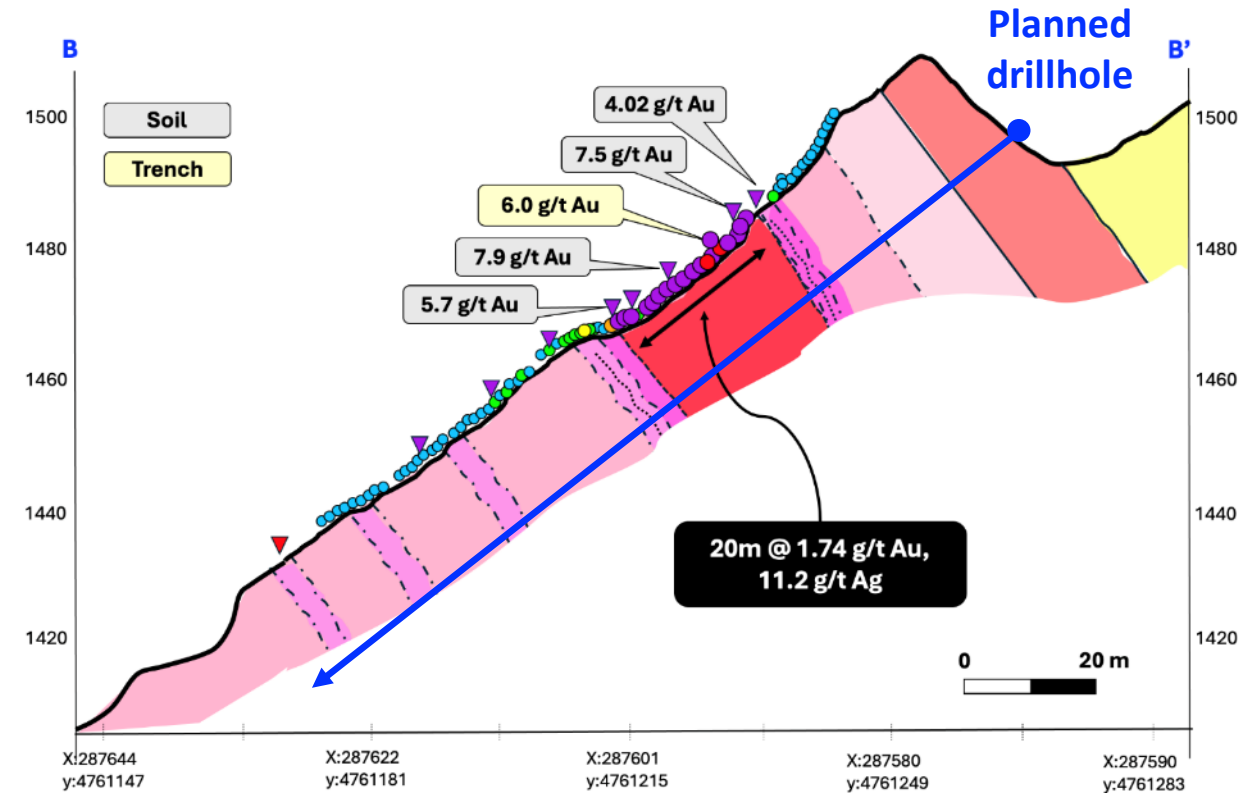 Planned
drillhole
B
B’
1500
1480
1460
1440
1420
Soil
Trench
4.02 g/t Au
7.5 g/t Au
6.0 g/t Au
7.9 g/t Au
5.7 g/t Au
1500
1480
1460
1440
1420
20m @ 1.74 g/t Au,
11.2 g/t Ag
0 20 m
X:287644
y:4761147
X:287622
y:4761181
X:287601
y:4761215
X:287580
y:4761249
X:287590
y:4761283